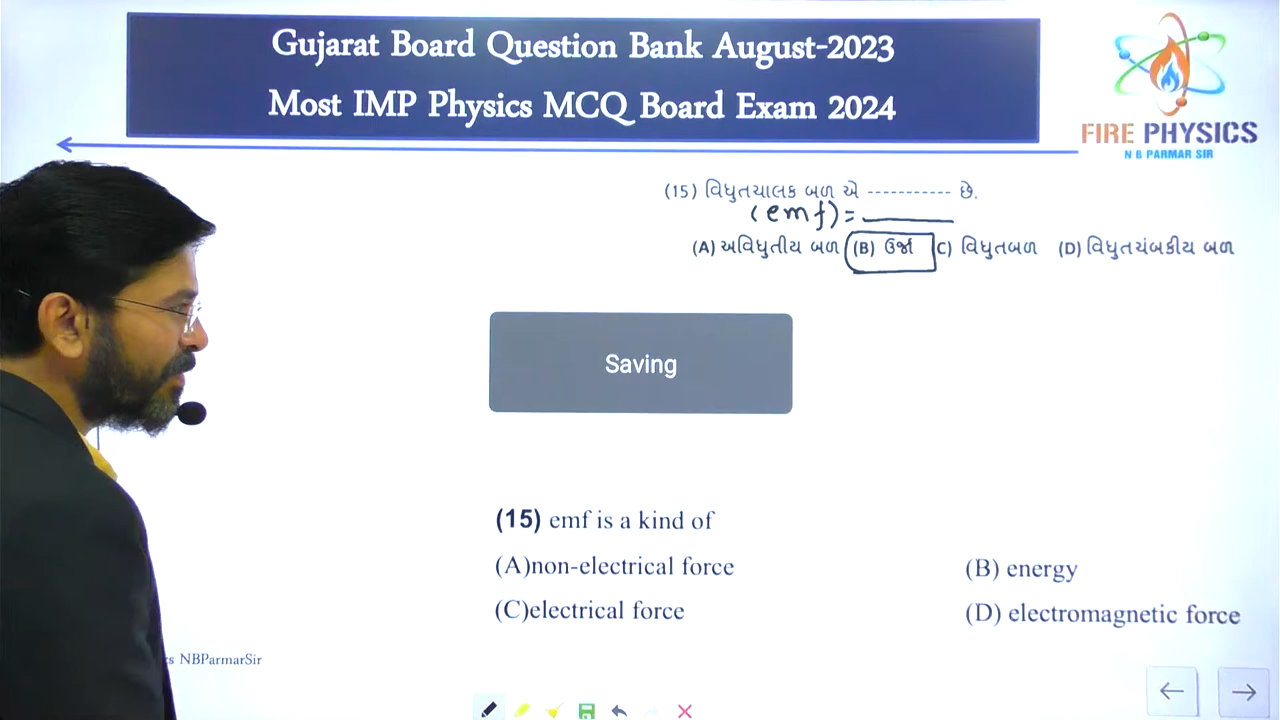 Gujarat Board Question Bank August-2023
Most IMP Physics MCQ Board Exam 2024
FIRE PHYSICS
N B PARMAR SIR
(15) વિધુતચાલક બળ એ ----------- છે.
(emf) = ________
(A) અવિધુતીય બળ (B) ઉર્જા (C) વિધુતબળ (D) વિધુતચંબકીય બળ
Saving
(15) emf is a kind of
(A)non-electrical force (B) energy
(C)electrical force (D) electromagnetic force
NBParmarSir